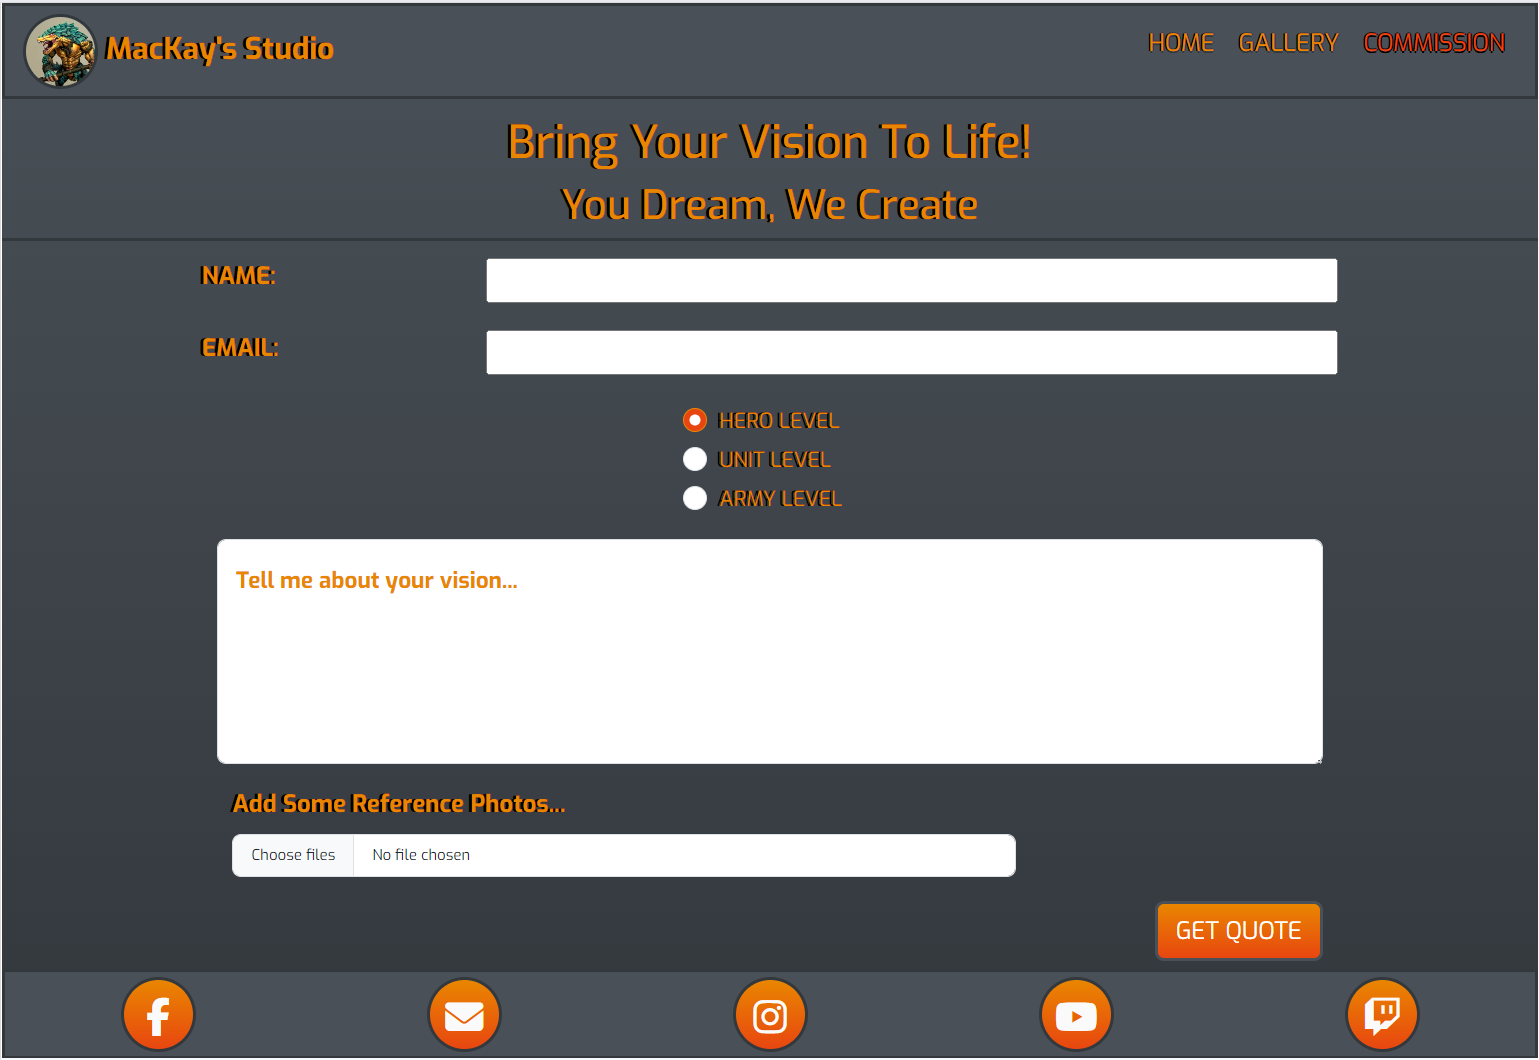 MacKay's Studio
HOME GALLERY COMMISSION
Bring Your Vision To Life!
You Dream, We Create
NAME:
EMAIL:
HERO LEVEL
UNIT LEVEL
ARMY LEVEL
Tell me about your vision...
Add Some Reference Photos...
Choose files No file chosen
GET QUOTE